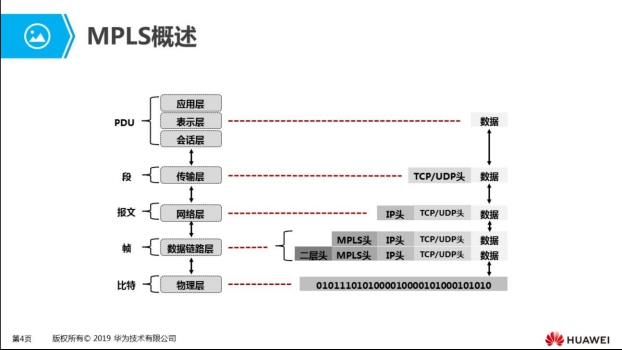 MPLS概述
应用层
PDU 表示层 数据
会话层
段 传输层 TCP/UDP头 数据
报文 网络层 IP头 TCP/UDP头 数据
MPLS头 IP头 TCP/UDP头 数据
帧 数据链路层
二层头 MPLS头 IP头 TCP/UDP头 数据
比特 物理层 010111010100001000010100010101010
第4页 版权所有© 2019 华为技术有限公司
HUAWEI